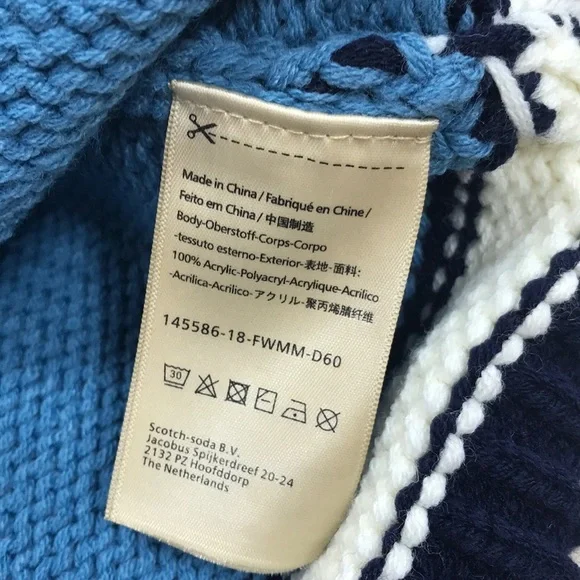 Made in China / Fabriqué en Chine /
Feito em China / 中国制造
Body-Oberstoff-Corps-Corpo
-tessuto esterno-Exterior-表地-面料:
100% Acrylic-Polyacryl-Acrylique-Acrilico
-Acrilica-Acrilico-アクリル-聚丙烯腈纤维
145586-18-FWMM-D60
30
Scotch-soda B.V.
Jacobus Spijkerdreef 20-24
2132 PZ Hoofddorp
The Netherlands